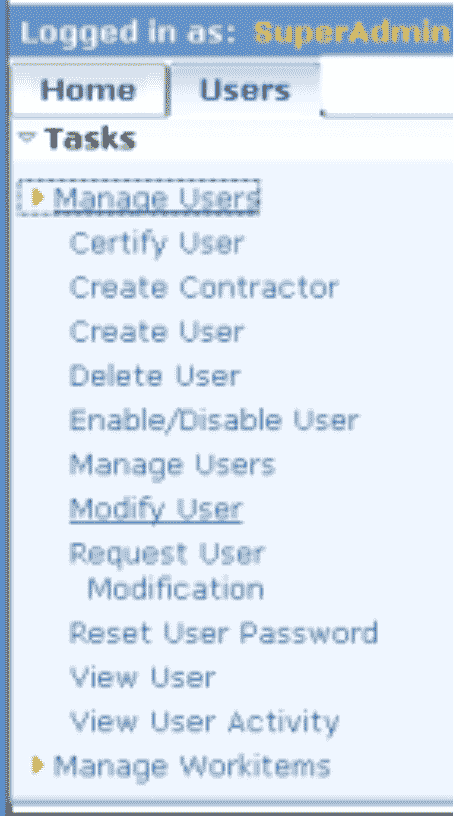 Logged in as: SuperAdmin
Home Users
Tasks
Manage Users
Certify User
Create Contractor
Create User
Delete User
Enable/Disable User
Manage Users
Modify User
Request User
Modification
Reset User Password
View User
View User Activity
Manage Workitems